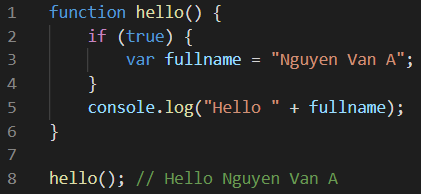 1 function hello() {
2     if (true) {
3         var fullname = "Nguyen Van A";
4     }
5     console.log("Hello " + fullname);
6 }
7
8 hello(); // Hello Nguyen Van A